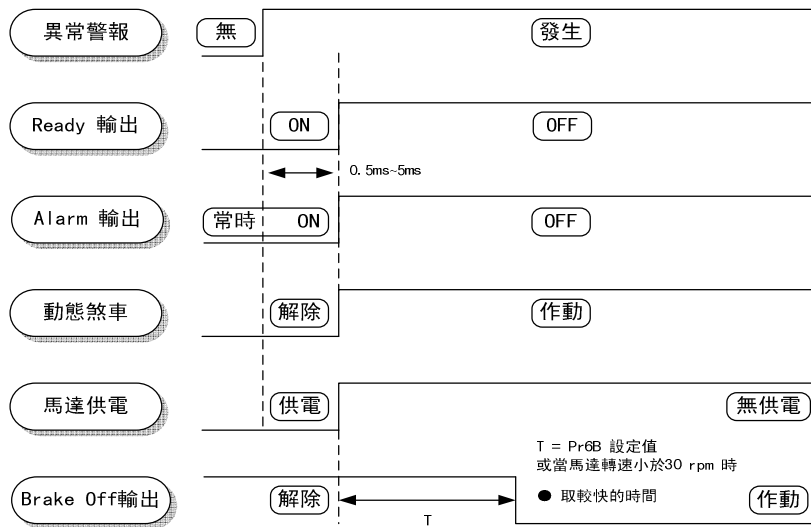 異常警報 無 發生
Ready 輸出 ON OFF
0.5ms~5ms
Alarm 輸出 常時 ON OFF
動態煞車 解除 作動
馬達供電 供電 無供電
T = Pr6B 設定值
或當馬達轉速小於30 rpm 時
● 取較快的時間
Brake Off輸出 解除 作動
T